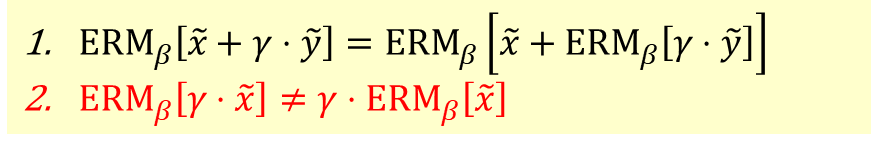 1. ERM_β[x̃ + γ · ỹ] = ERM_β[x̃ + ERM_β[γ · ỹ]]
2. ERM_β[γ · x̃] ≠ γ · ERM_β[x̃]